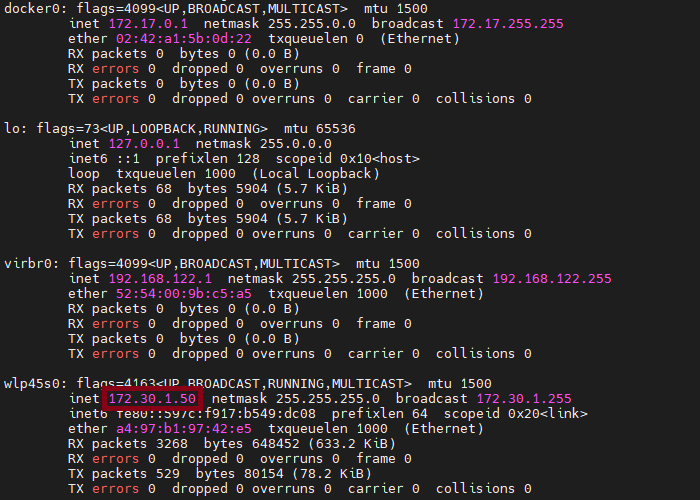 docker0: flags=4099<UP,BROADCAST,MULTICAST>  mtu 1500
inet 172.17.0.1  netmask 255.255.0.0  broadcast 172.17.255.255
ether 02:42:a1:5b:0d:22  txqueuelen 0  (Ethernet)
RX packets 0  bytes 0 (0.0 B)
RX errors 0  dropped 0  overruns 0  frame 0
TX packets 0  bytes 0 (0.0 B)
TX errors 0  dropped 0 overruns 0  carrier 0  collisions 0
lo: flags=73<UP,LOOPBACK,RUNNING>  mtu 65536
inet 127.0.0.1  netmask 255.0.0.0
inet6 ::1  prefixlen 128  scopeid 0x10<host>
loop  txqueuelen 1000  (Local Loopback)
RX packets 68  bytes 5904 (5.7 KiB)
RX errors 0  dropped 0  overruns 0  frame 0
TX packets 68  bytes 5904 (5.7 KiB)
TX errors 0  dropped 0 overruns 0  carrier 0  collisions 0
virbr0: flags=4099<UP,BROADCAST,MULTICAST>  mtu 1500
inet 192.168.122.1  netmask 255.255.255.0  broadcast 192.168.122.255
ether 52:54:00:9b:c5:a5  txqueuelen 1000  (Ethernet)
RX packets 0  bytes 0 (0.0 B)
RX errors 0  dropped 0  overruns 0  frame 0
TX packets 0  bytes 0 (0.0 B)
TX errors 0  dropped 0 overruns 0  carrier 0  collisions 0
wlp45s0: flags=4163<UP,BROADCAST,RUNNING,MULTICAST>  mtu 1500
inet 172.30.1.50  netmask 255.255.255.0  broadcast 172.30.1.255
inet6 fe80::597c:f917:b549:dc08  prefixlen 64  scopeid 0x20<link>
ether a4:97:b1:97:42:e5  txqueuelen 1000  (Ethernet)
RX packets 3268  bytes 648452 (633.2 KiB)
RX errors 0  dropped 0  overruns 0  frame 0
TX packets 529  bytes 80154 (78.2 KiB)
TX errors 0  dropped 0 overruns 0  carrier 0  collisions 0